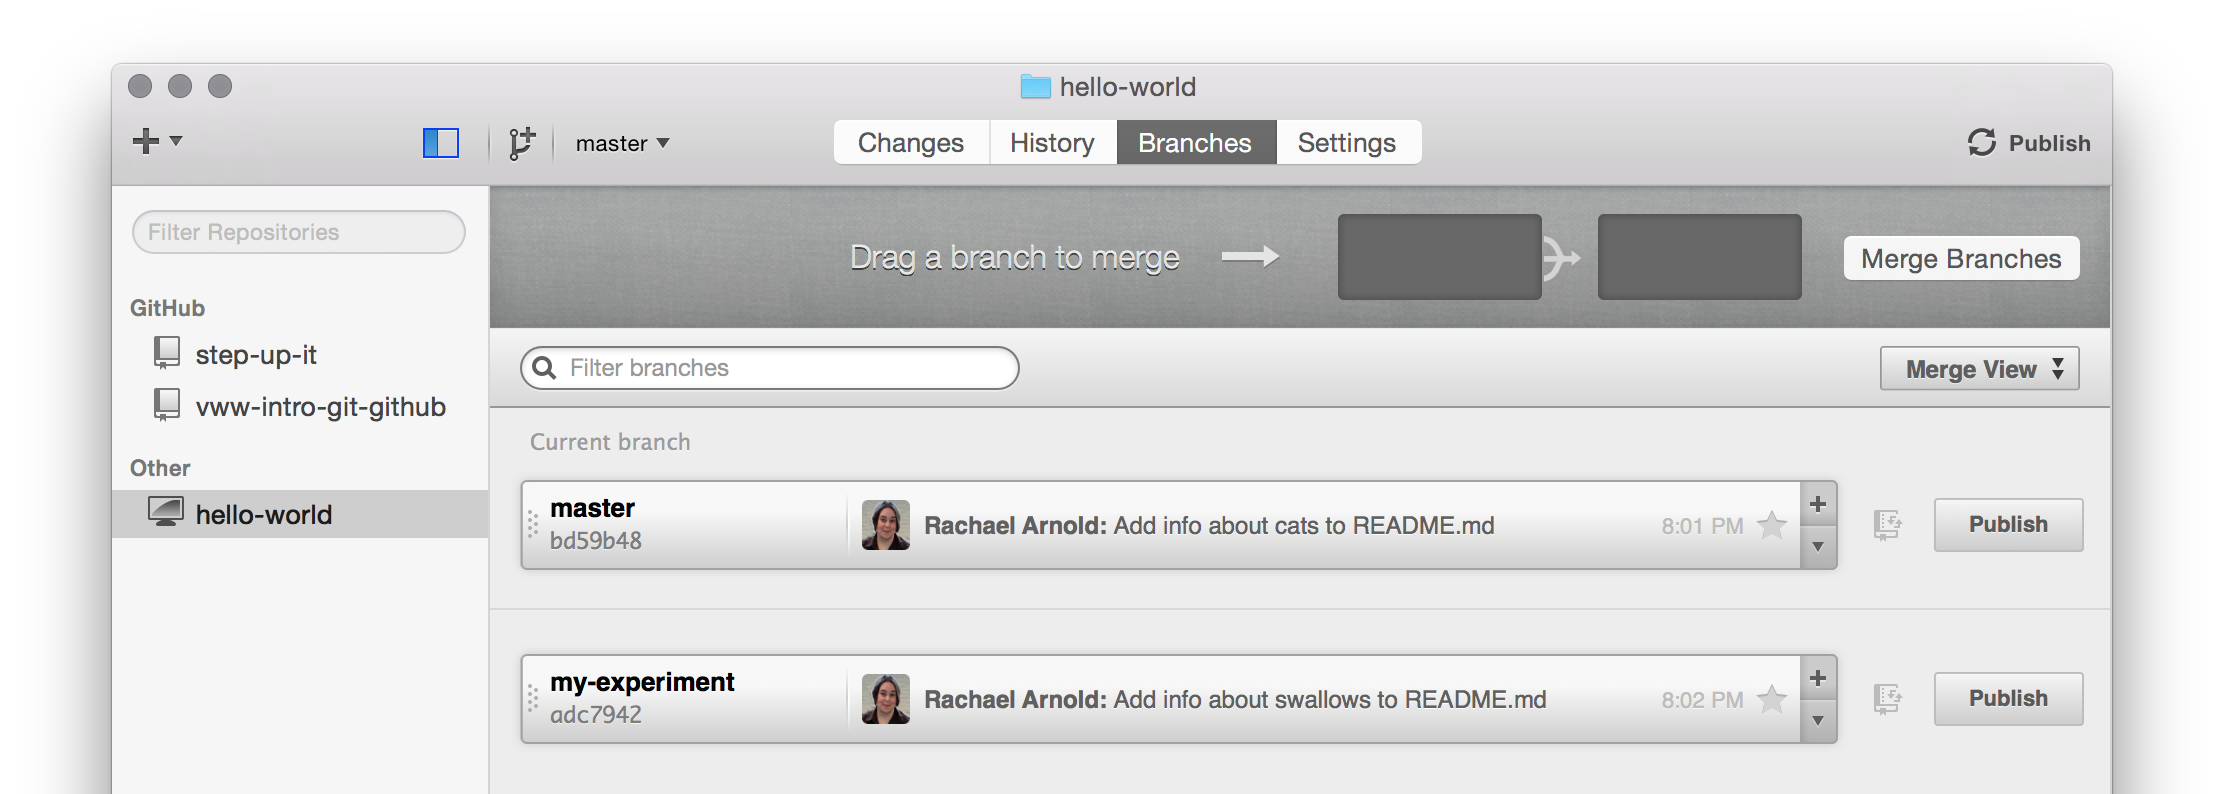 hello-world
master
Changes
History
Branches
Settings
Publish
Filter Repositories
GitHub
step-up-it
vww-intro-git-github
Other
hello-world
Drag a branch to merge
Merge Branches
Filter branches
Merge View
Current branch
master
bd59b48
Rachael Arnold: Add info about cats to README.md
8:01 PM
Publish
my-experiment
adc7942
Rachael Arnold: Add info about swallows to README.md
8:02 PM
Publish